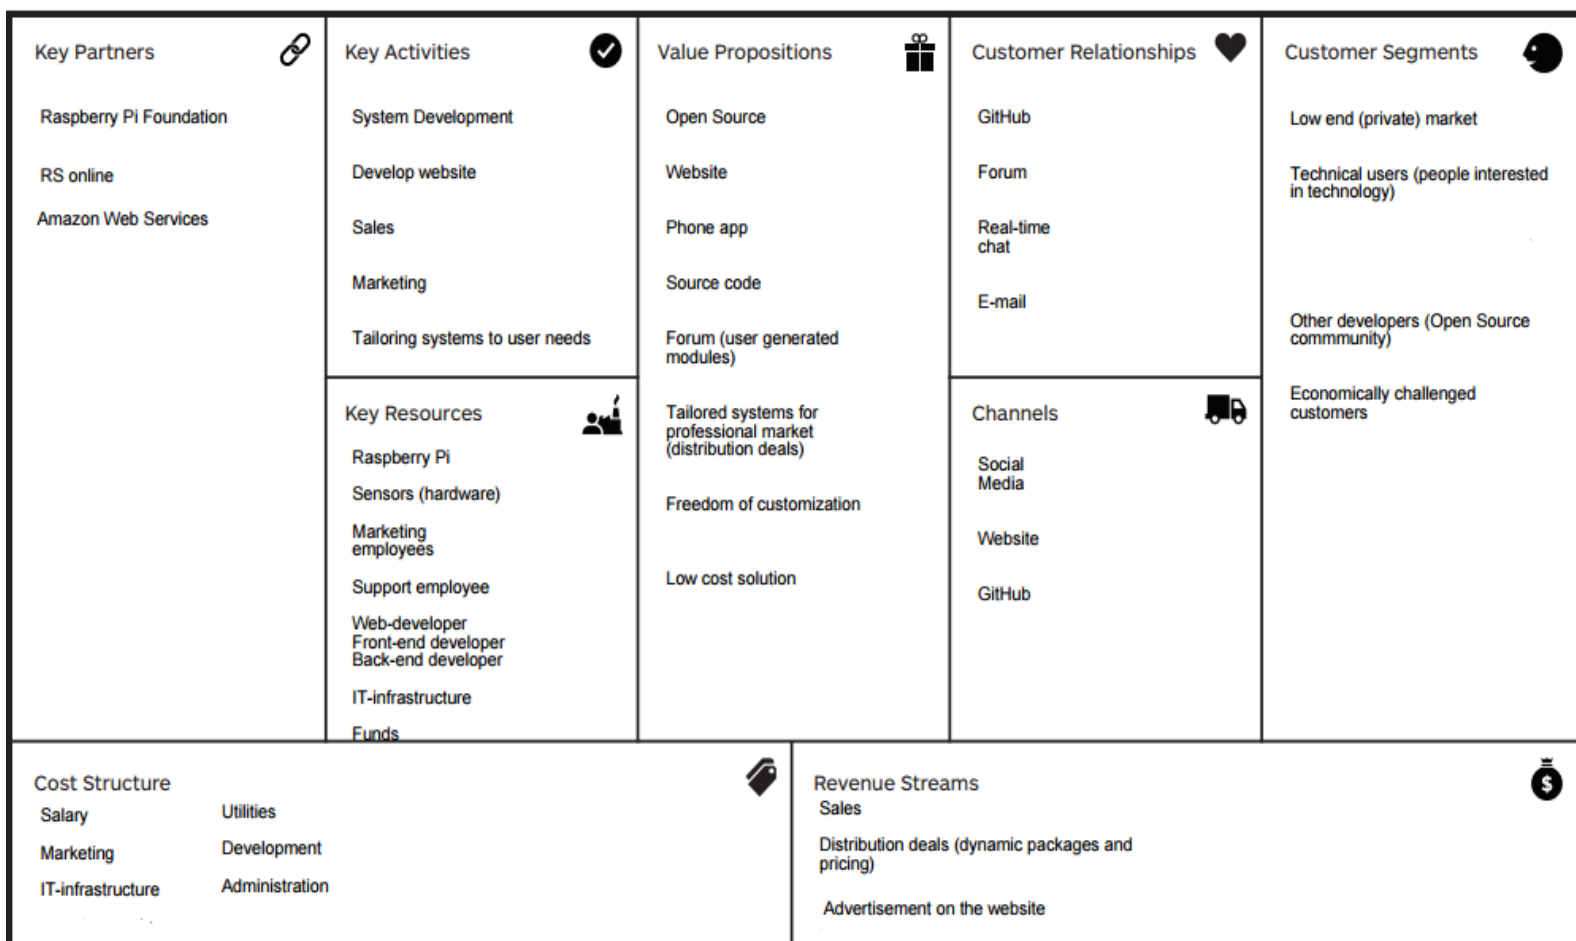 Key Partners
Raspberry Pi Foundation
RS online
Amazon Web Services
Key Activities
System Development
Develop website
Sales
Marketing
Tailoring systems to user needs
Key Resources
Raspberry Pi
Sensors (hardware)
Marketing
employees
Support employee
Web-developer
Front-end developer
Back-end developer
IT-infrastructure
Funds
Value Propositions
Open Source
Website
Phone app
Source code
Forum (user generated
modules)
Tailored systems for
professional market
(distribution deals)
Freedom of customization
Low cost solution
Customer Relationships
GitHub
Forum
Real-time
chat
E-mail
Channels
Social
Media
Website
GitHub
Customer Segments
Low end (private) market
Technical users (people interested
in technology)
Other developers (Open Source
commmunity)
Economically challenged
customers
Cost Structure
Salary
Marketing
IT-infrastructure
Utilities
Development
Administration
Revenue Streams
$
Sales
Distribution deals (dynamic packages and
pricing)
Advertisement on the website